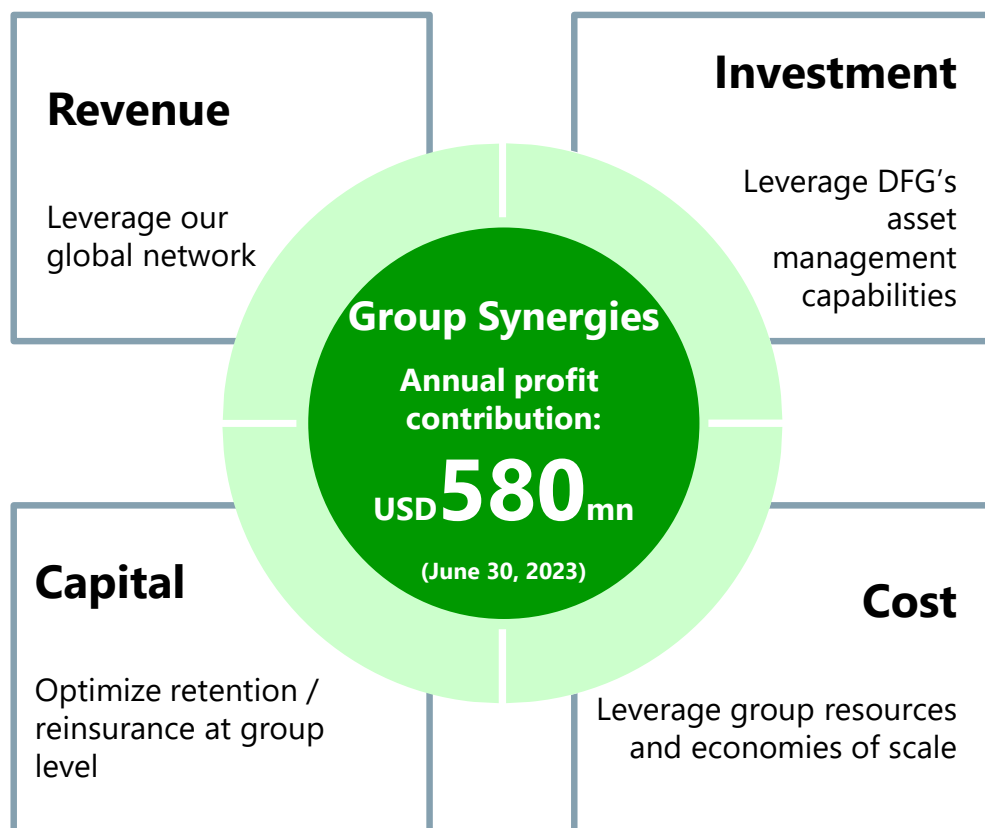 Revenue
Leverage our
global network
Investment
Leverage DFG’s
asset
management
capabilities
Group Synergies
Annual profit
contribution:
USD580mn
(June 30, 2023)
Capital
Optimize retention /
reinsurance at group
level
Cost
Leverage group resources
and economies of scale